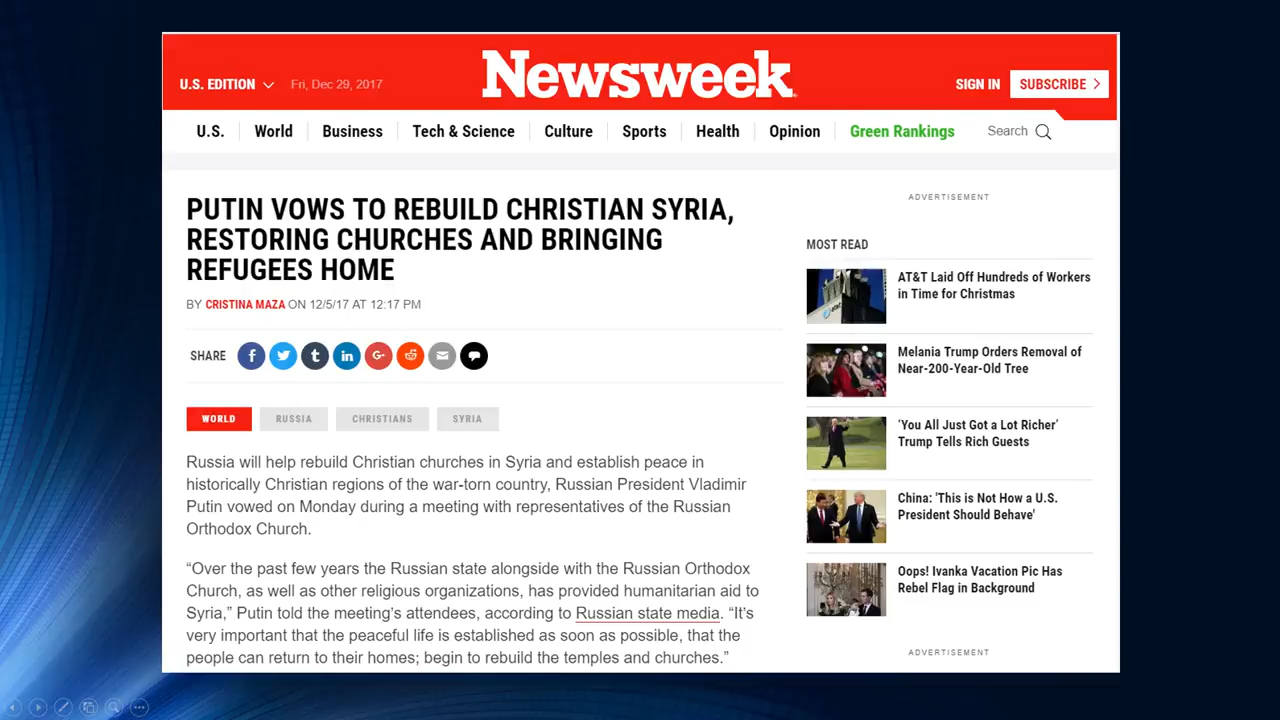 U.S. EDITION
Fri, Dec 29, 2017
Newsweek
SIGN IN
SUBSCRIBE
U.S.
World
Business
Tech & Science
Culture
Sports
Health
Opinion
Green Rankings
Search
PUTIN VOWS TO REBUILD CHRISTIAN SYRIA,
RESTORING CHURCHES AND BRINGING
REFUGEES HOME
BY CRISTINA MAZA ON 12/5/17 AT 12:17 PM
SHARE
WORLD
RUSSIA
CHRISTIANS
SYRIA
Russia will help rebuild Christian churches in Syria and establish peace in
historically Christian regions of the war-torn country, Russian President Vladimir
Putin vowed on Monday during a meeting with representatives of the Russian
Orthodox Church.
“Over the past few years the Russian state alongside with the Russian Orthodox
Church, as well as other religious organizations, has provided humanitarian aid to
Syria,” Putin told the meeting’s attendees, according to Russian state media. “It’s
very important that the peaceful life is established as soon as possible, that the
people can return to their homes; begin to rebuild the temples and churches.”
ADVERTISEMENT
MOST READ
AT&T Laid Off Hundreds of Workers
in Time for Christmas
Melania Trump Orders Removal of
Near-200-Year-Old Tree
‘You All Just Got a Lot Richer’
Trump Tells Rich Guests
China: 'This is Not How a U.S.
President Should Behave'
Oops! Ivanka Vacation Pic Has
Rebel Flag in Background
ADVERTISEMENT